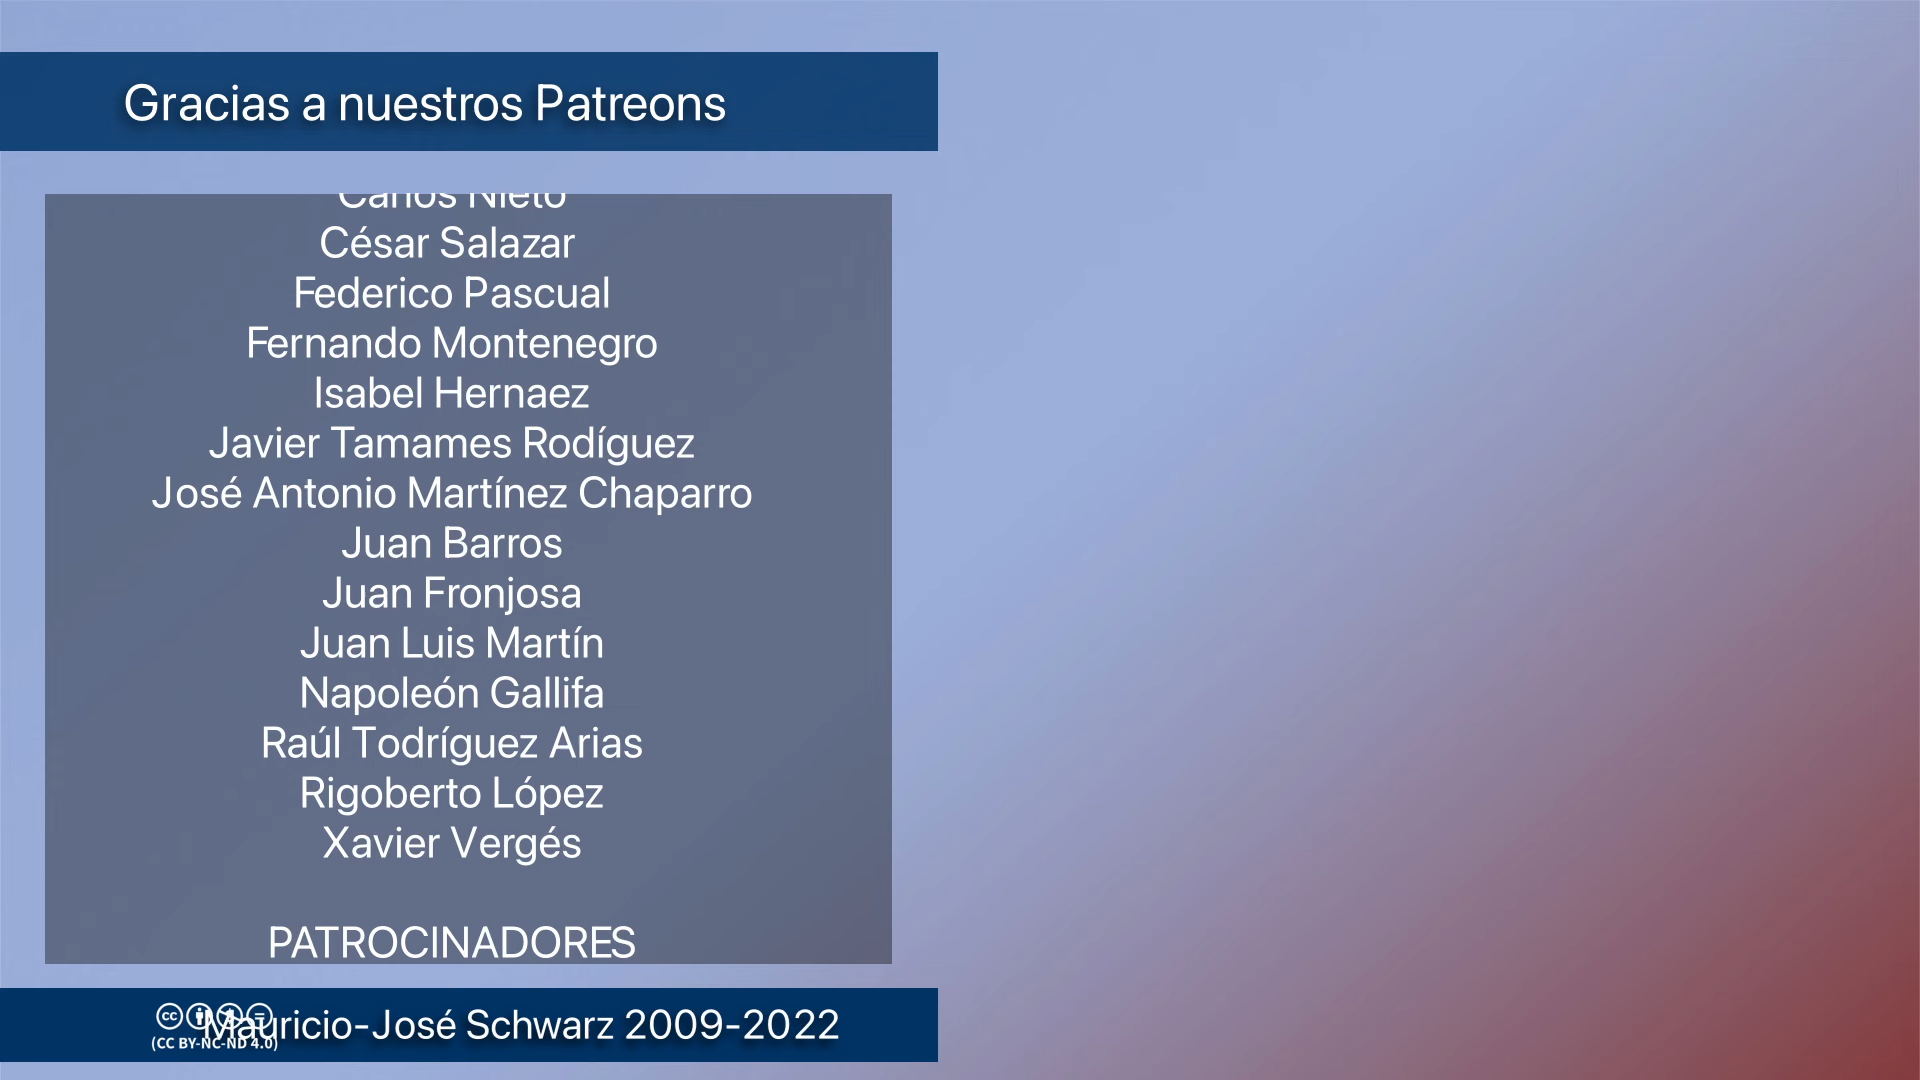 Gracias a nuestros Patreons
Carlos Nieto
César Salazar
Federico Pascual
Fernando Montenegro
Isabel Hernaez
Javier Tamames Rodíguez
José Antonio Martínez Chaparro
Juan Barros
Juan Fronjosa
Juan Luis Martín
Napoleón Gallifa
Raúl Todríguez Arias
Rigoberto López
Xavier Vergés
PATROCINADORES
Mauricio-José Schwarz 2009-2022
(CC BY-NC-ND 4.0)